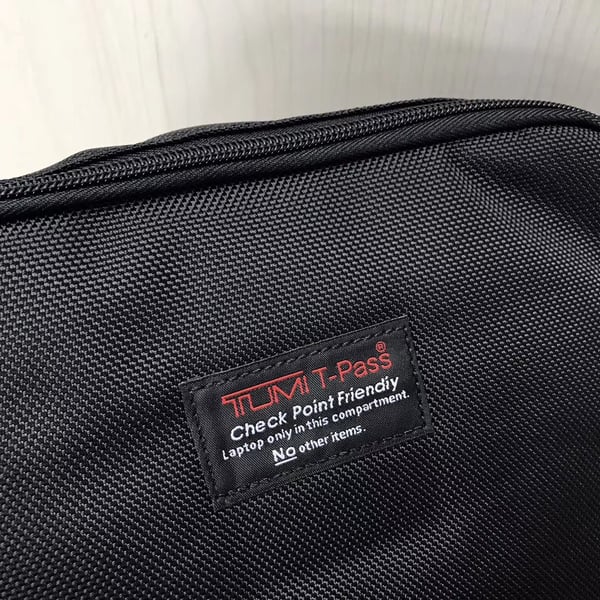 TUMI T-Pass®
Check Point Friendly
Laptop only in this compartment.
No other items.